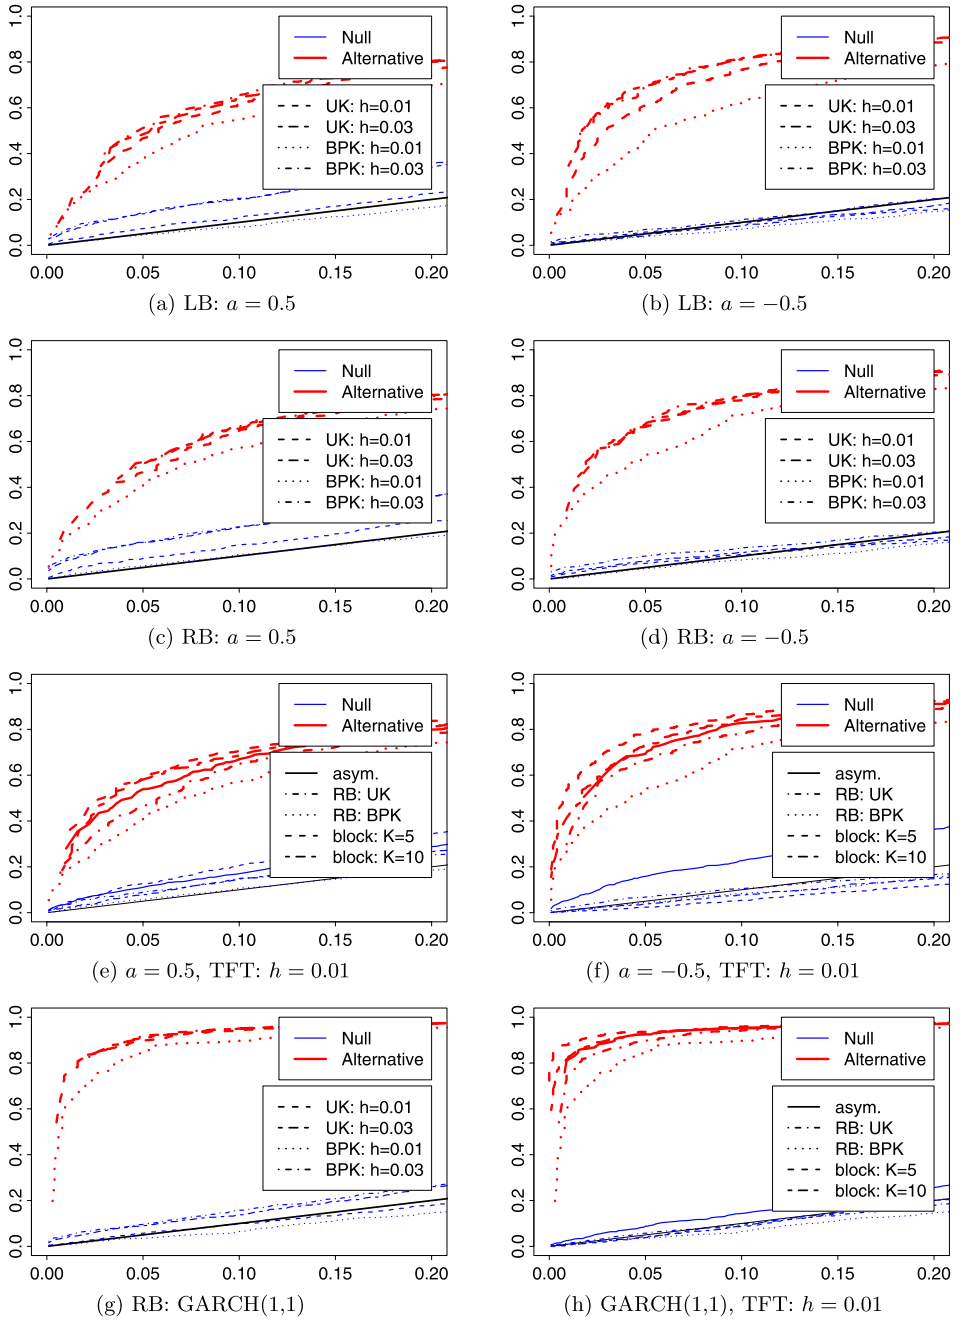 1.0
0.8
0.6
0.4
0.2
0.0
Null
Alternative
UK: h=0.01
UK: h=0.03
BPK: h=0.01
BPK: h=0.03
0.00 0.05 0.10 0.15 0.20
(a) LB: a = 0.5
1.0
0.8
0.6
0.4
0.2
0.0
Null
Alternative
UK: h=0.01
UK: h=0.03
BPK: h=0.01
BPK: h=0.03
0.00 0.05 0.10 0.15 0.20
(b) LB: a = −0.5
1.0
0.8
0.6
0.4
0.2
0.0
Null
Alternative
UK: h=0.01
UK: h=0.03
BPK: h=0.01
BPK: h=0.03
0.00 0.05 0.10 0.15 0.20
(c) RB: a = 0.5
1.0
0.8
0.6
0.4
0.2
0.0
Null
Alternative
UK: h=0.01
UK: h=0.03
BPK: h=0.01
BPK: h=0.03
0.00 0.05 0.10 0.15 0.20
(d) RB: a = −0.5
1.0
0.8
0.6
0.4
0.2
0.0
Null
Alternative
asym.
RB: UK
RB: BPK
block: K=5
block: K=10
0.00 0.05 0.10 0.15 0.20
(e) a = 0.5, TFT: h = 0.01
1.0
0.8
0.6
0.4
0.2
0.0
Null
Alternative
asym.
RB: UK
RB: BPK
block: K=5
block: K=10
0.00 0.05 0.10 0.15 0.20
(f) a = −0.5, TFT: h = 0.01
1.0
0.8
0.6
0.4
0.2
0.0
Null
Alternative
UK: h=0.01
UK: h=0.03
BPK: h=0.01
BPK: h=0.03
0.00 0.05 0.10 0.15 0.20
(g) RB: GARCH(1,1)
1.0
0.8
0.6
0.4
0.2
0.0
Null
Alternative
asym.
RB: UK
RB: BPK
block: K=5
block: K=10
0.00 0.05 0.10 0.15 0.20
(h) GARCH(1,1), TFT: h = 0.01